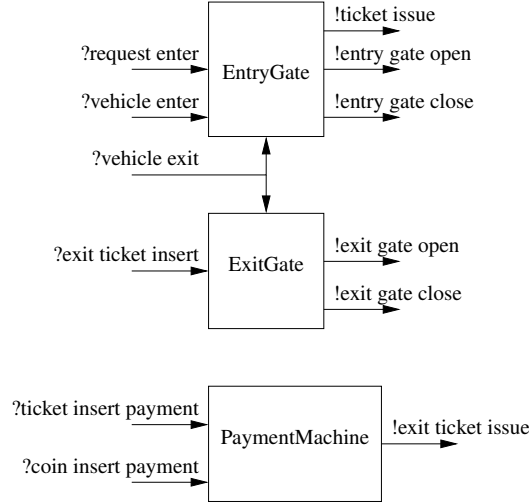 !ticket issue
?request enter
EntryGate
!entry gate open
?vehicle enter
!entry gate close
?vehicle exit
?exit ticket insert
ExitGate
!exit gate open
!exit gate close
?ticket insert payment
PaymentMachine
!exit ticket issue
?coin insert payment